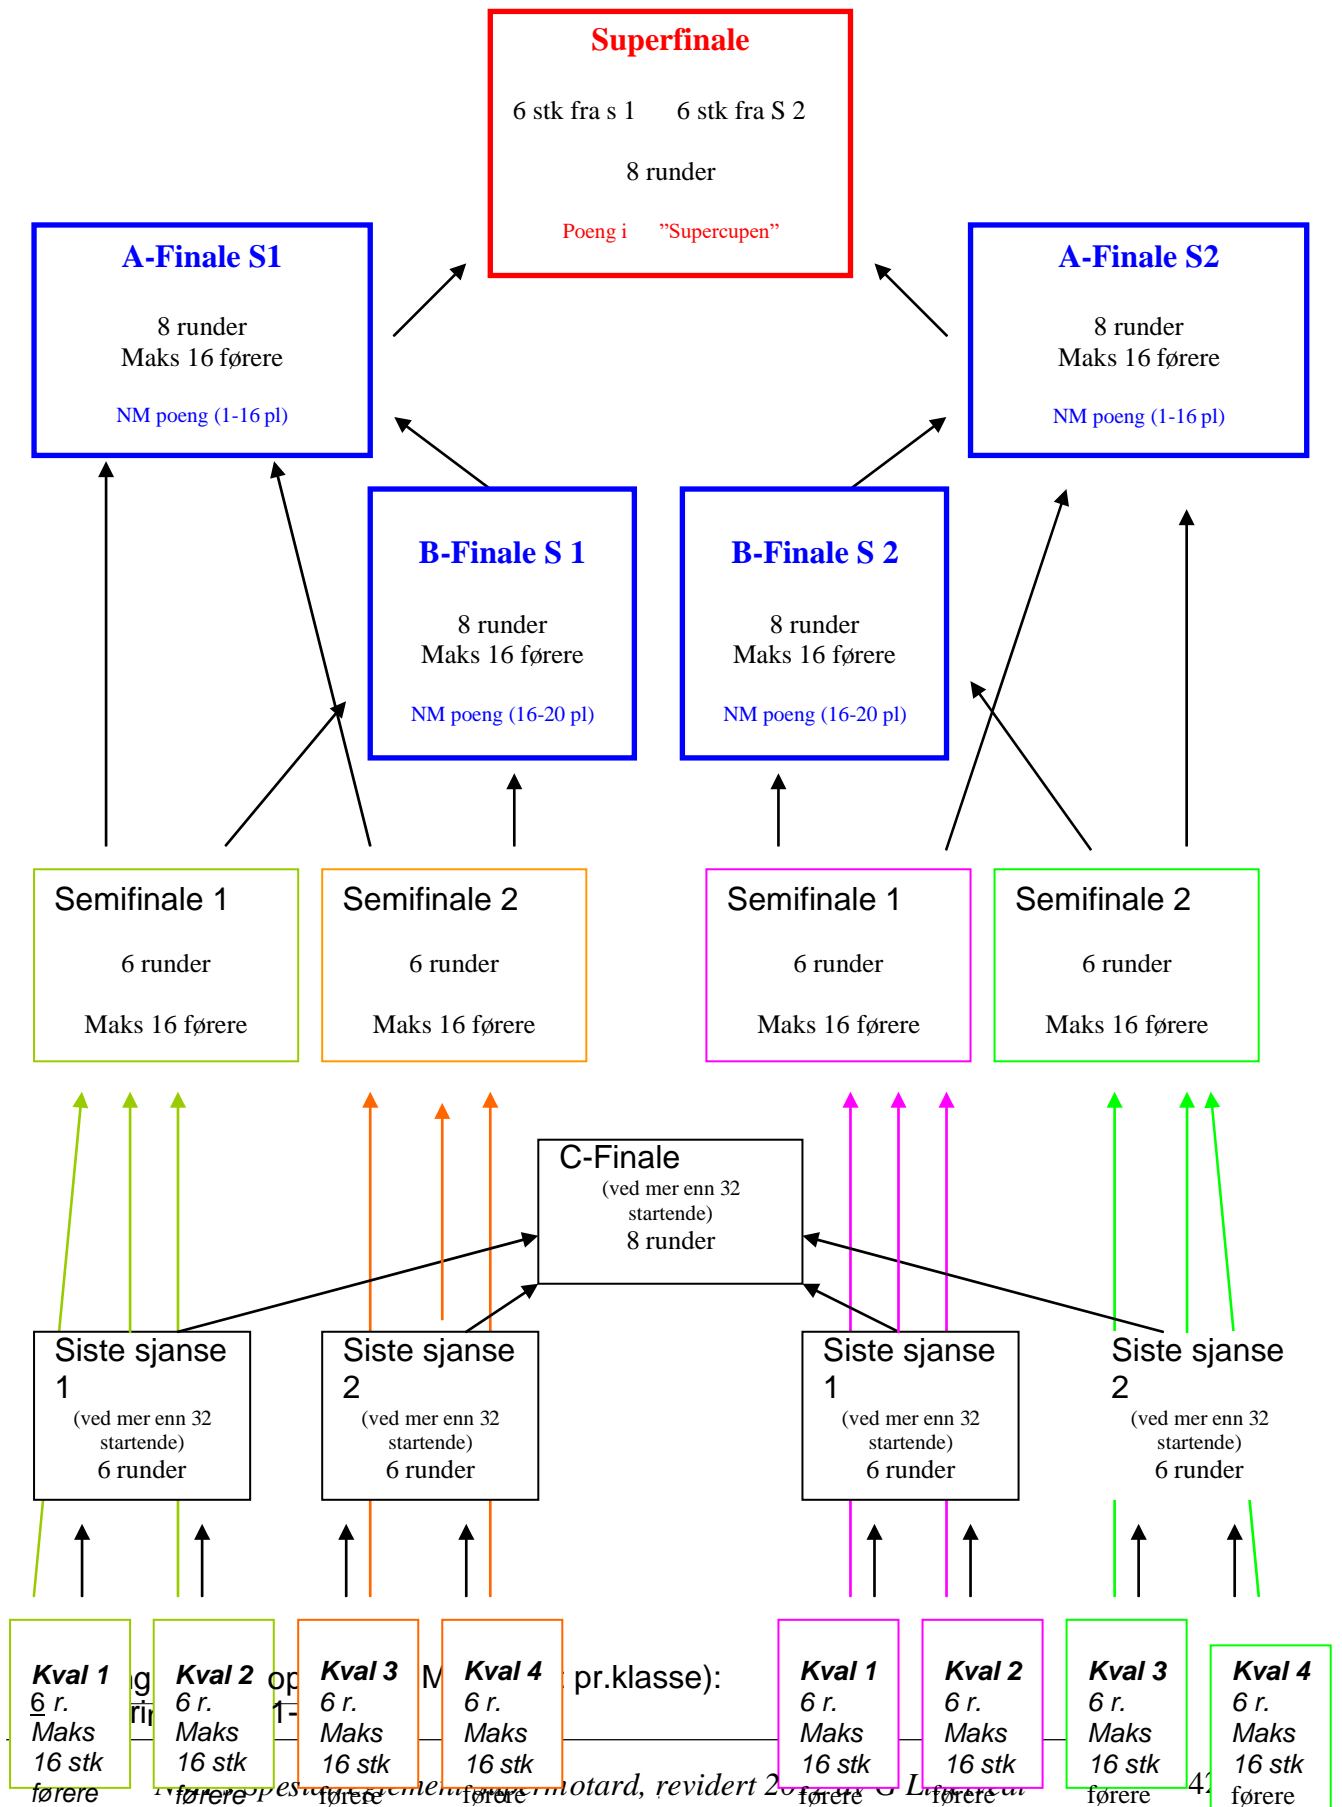 Superfinale
6 stk fra s 1 6 stk fra S 2
8 runder
Poeng i ”Supercupen”
A-Finale S1
8 runder
Maks 16 førere
NM poeng (1-16 pl)
A-Finale S2
8 runder
Maks 16 førere
NM poeng (1-16 pl)
B-Finale S 1
8 runder
Maks 16 førere
NM poeng (16-20 pl)
B-Finale S 2
8 runder
Maks 16 førere
NM poeng (16-20 pl)
Semifinale 1
6 runder
Maks 16 førere
Semifinale 2
6 runder
Maks 16 førere
Semifinale 1
6 runder
Maks 16 førere
Semifinale 2
6 runder
Maks 16 førere
C-Finale
(ved mer enn 32
startende)
8 runder
Siste sjanse
1
(ved mer enn 32
startende)
6 runder
Siste sjanse
2
(ved mer enn 32
startende)
6 runder
Siste sjanse
1
(ved mer enn 32
startende)
6 runder
Siste sjanse
2
(ved mer enn 32
startende)
6 runder
Kval 1
6 r.
Maks
16 stk
førere
Kval 2
6 r.
Maks
16 stk
førere
Kval 3
6 r.
Maks
16 stk
førere
Kval 4
6 r.
Maks
16 stk
førere
Kval 1
6 r.
Maks
16 stk
førere
Kval 2
6 r.
Maks
16 stk
førere
Kval 3
6 r.
Maks
16 stk
førere
Kval 4
6 r.
Maks
16 stk
førere
pr.klasse):
revidert